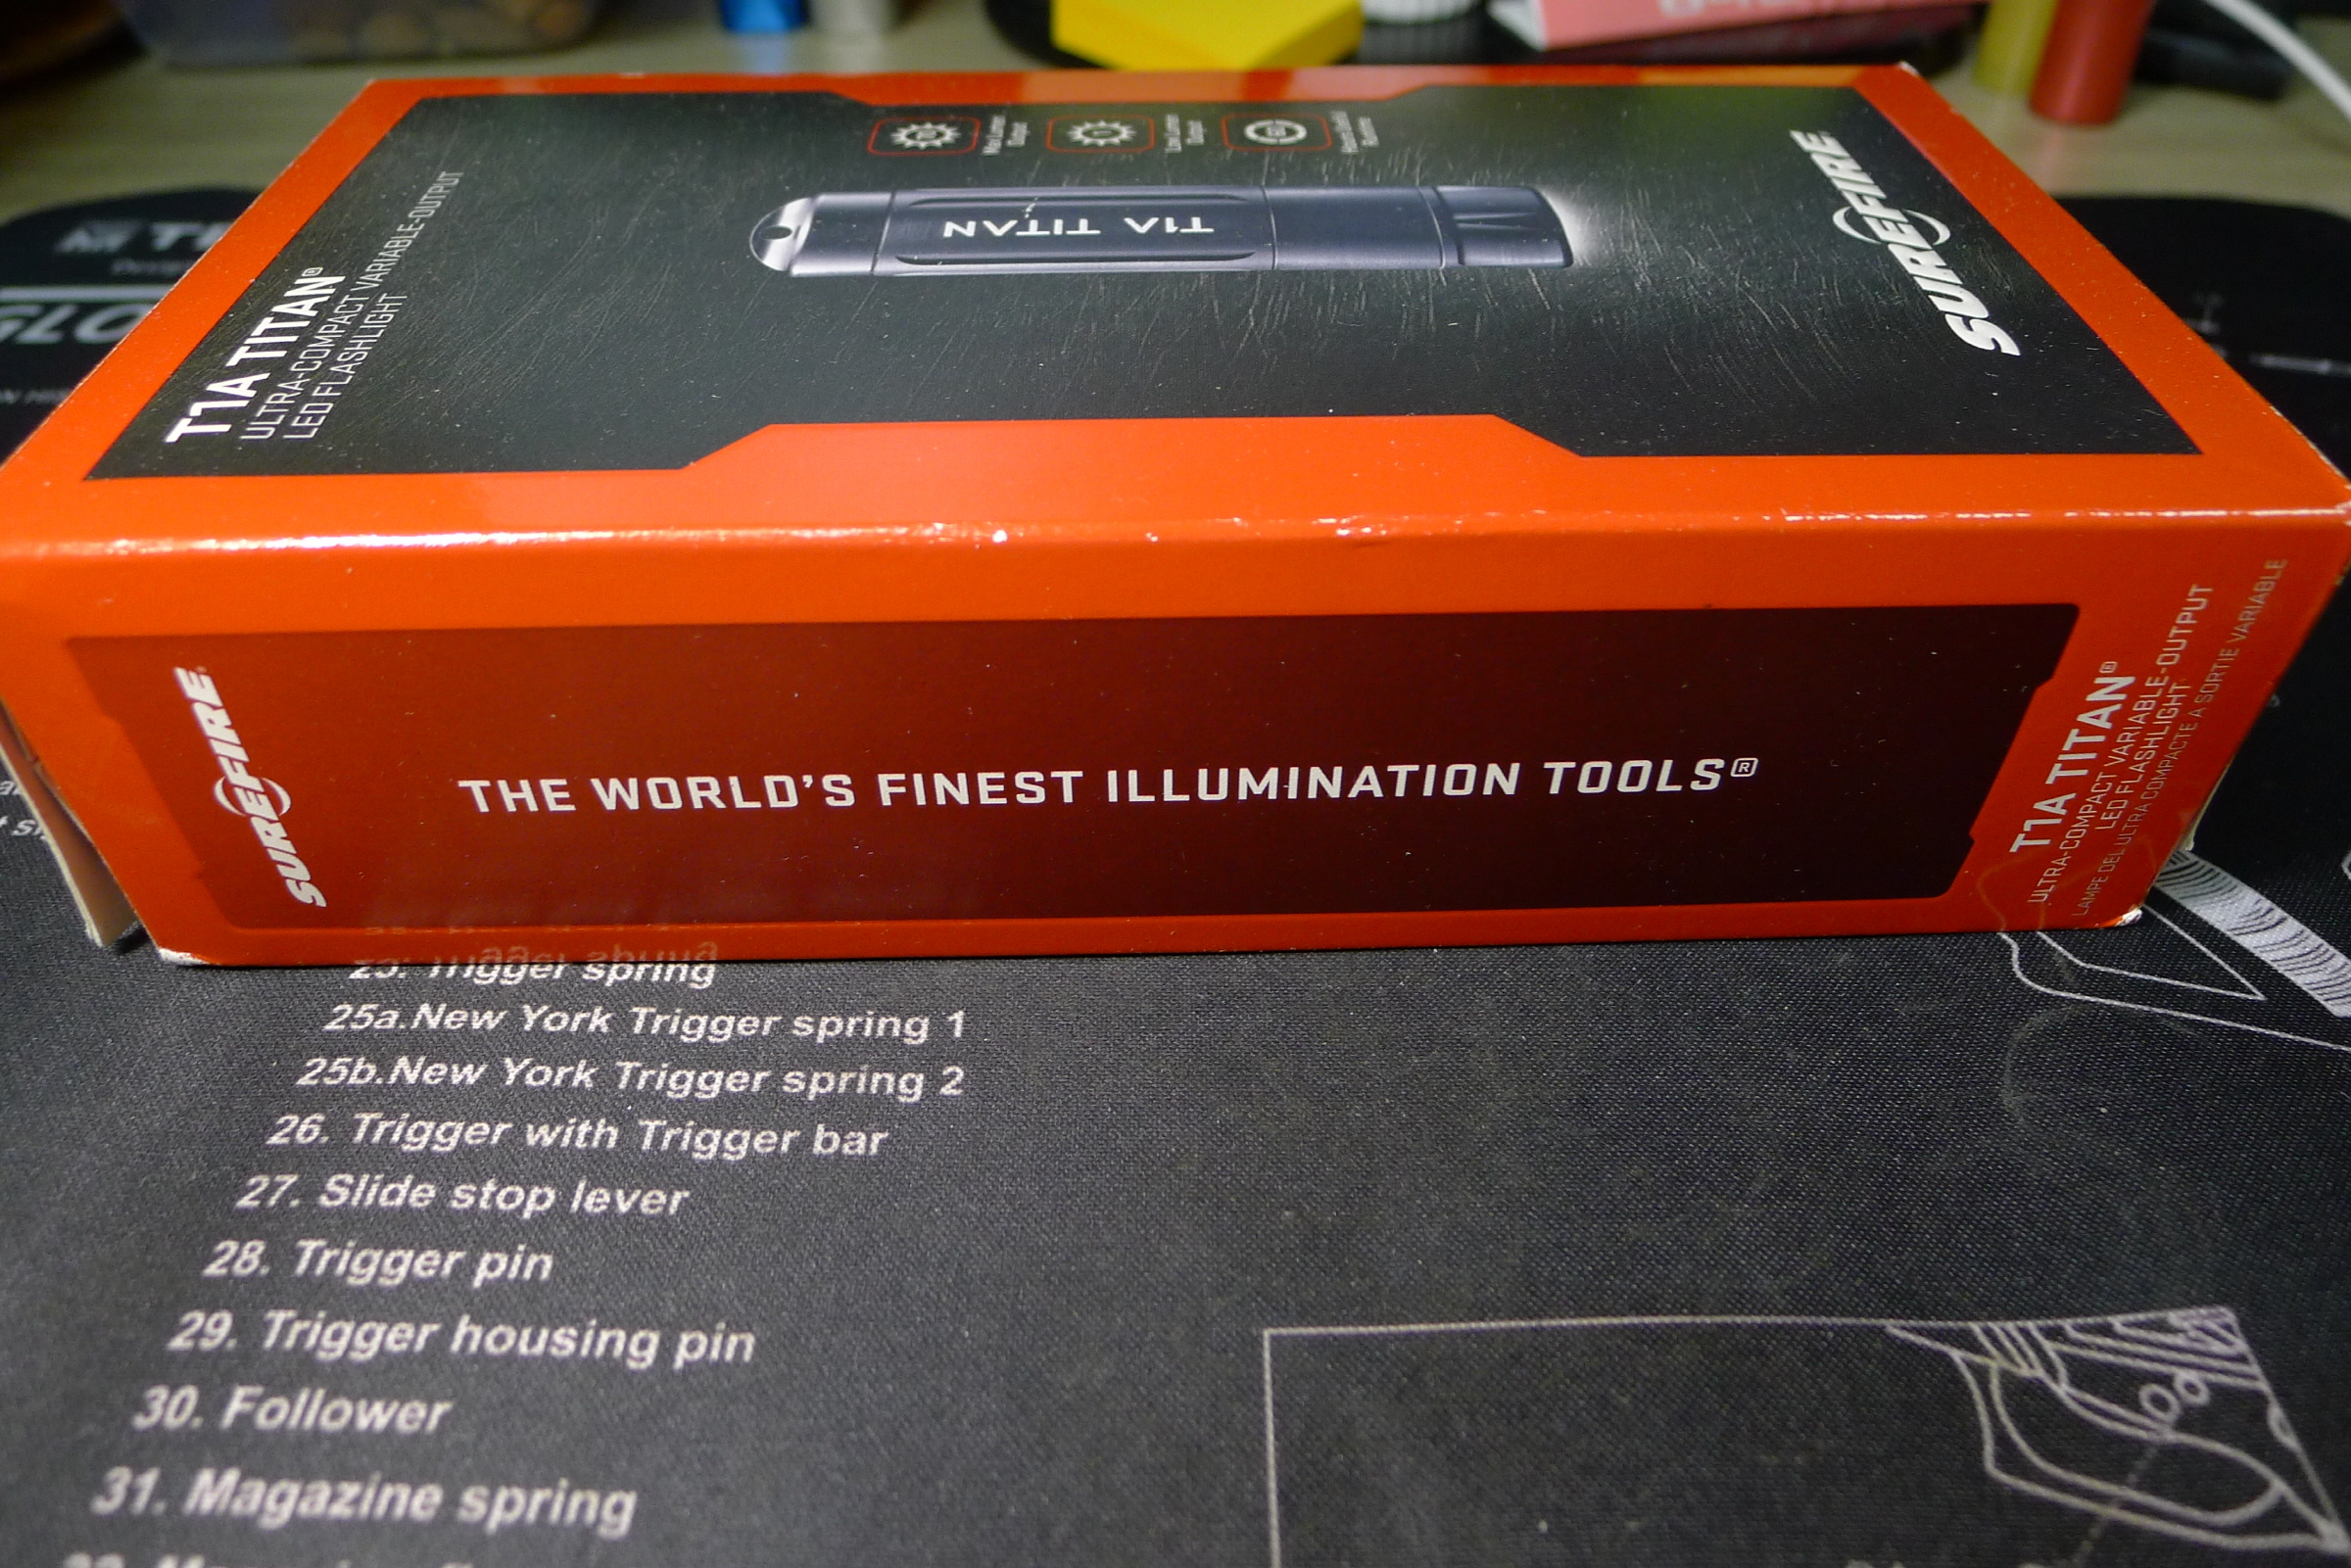 T1A TITAN®
ULTRA-COMPACT VARIABLE-OUTPUT
LED FLASHLIGHT
T1A TITAN
SUREFIRE
SUREFIRE
THE WORLD'S FINEST ILLUMINATION TOOLS®
T1A TITAN®
ULTRA-COMPACT VARIABLE-OUTPUT
LED FLASHLIGHT
LAMPE DEL ULTRA COMPACTE A SORTIE VARIABLE
25. Trigger spring
25a.New York Trigger spring 1
25b.New York Trigger spring 2
26. Trigger with Trigger bar
27. Slide stop lever
28. Trigger pin
29. Trigger housing pin
30. Follower
31. Magazine spring